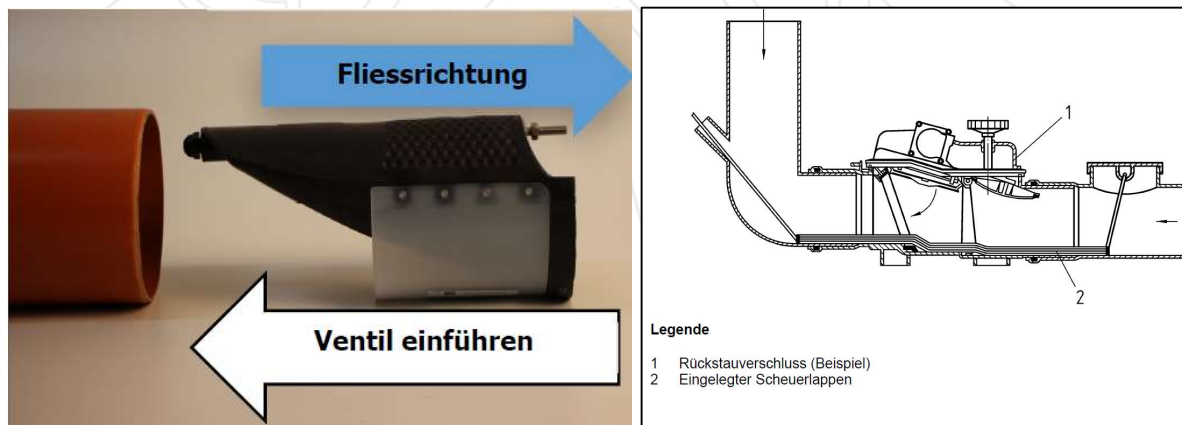 Fliessrichtung
Ventil einführen
1
2
Legende
1 Rückstauverschluss (Beispiel)
2 Eingelegter Scheuerlappen